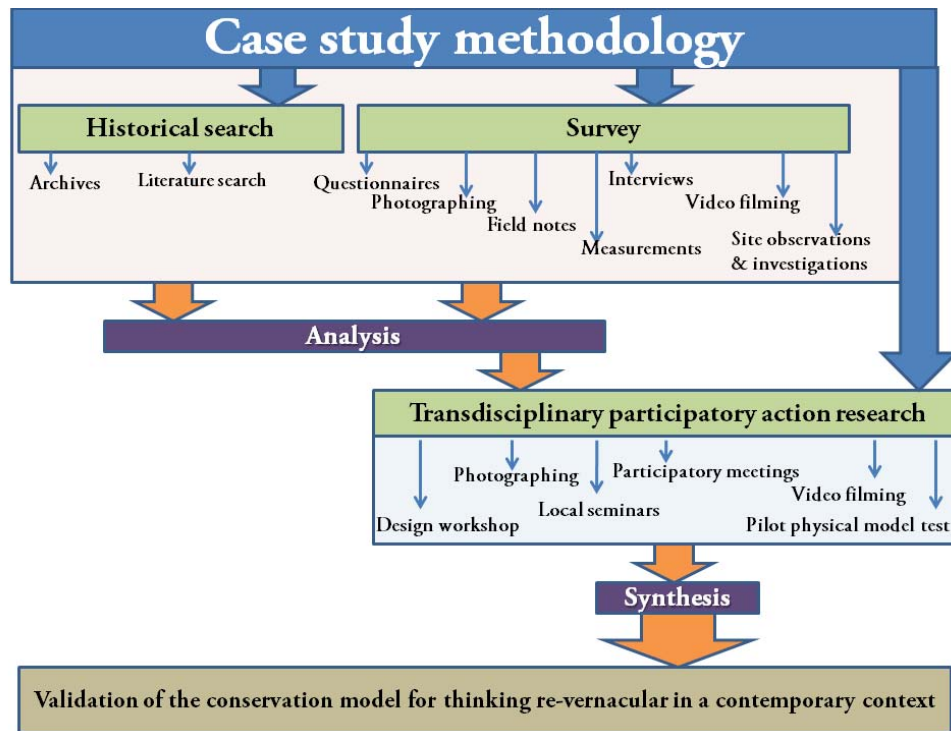 Case study methodology
Historical search
Survey
Archives
Literature search
Questionnaires
Photographing
Field notes
Measurements
Interviews
Video filming
Site observations
& investigations
Analysis
Transdisciplinary participatory action research
Design workshop
Photographing
Local seminars
Participatory meetings
Video filming
Pilot physical model test
Synthesis
Validation of the conservation model for thinking re-vernacular in a contemporary context